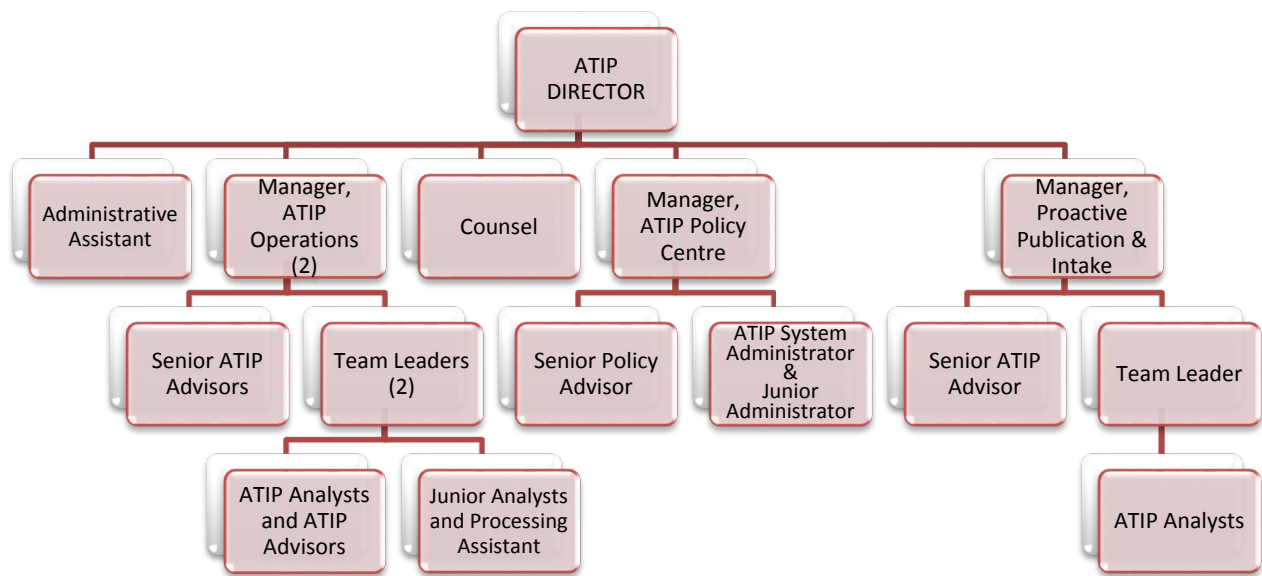 ATIP
DIRECTOR
Administrative
Assistant
Manager,
ATIP
Operations
(2)
Counsel
Manager,
ATIP Policy
Centre
Manager,
Proactive
Publication &
Intake
Senior ATIP
Advisors
Team Leaders
(2)
Senior Policy
Advisor
ATIP System
Administrator
&
Junior
Administrator
Senior ATIP
Advisor
Team Leader
ATIP Analysts
and ATIP
Advisors
Junior Analysts
and Processing
Assistant
ATIP Analysts